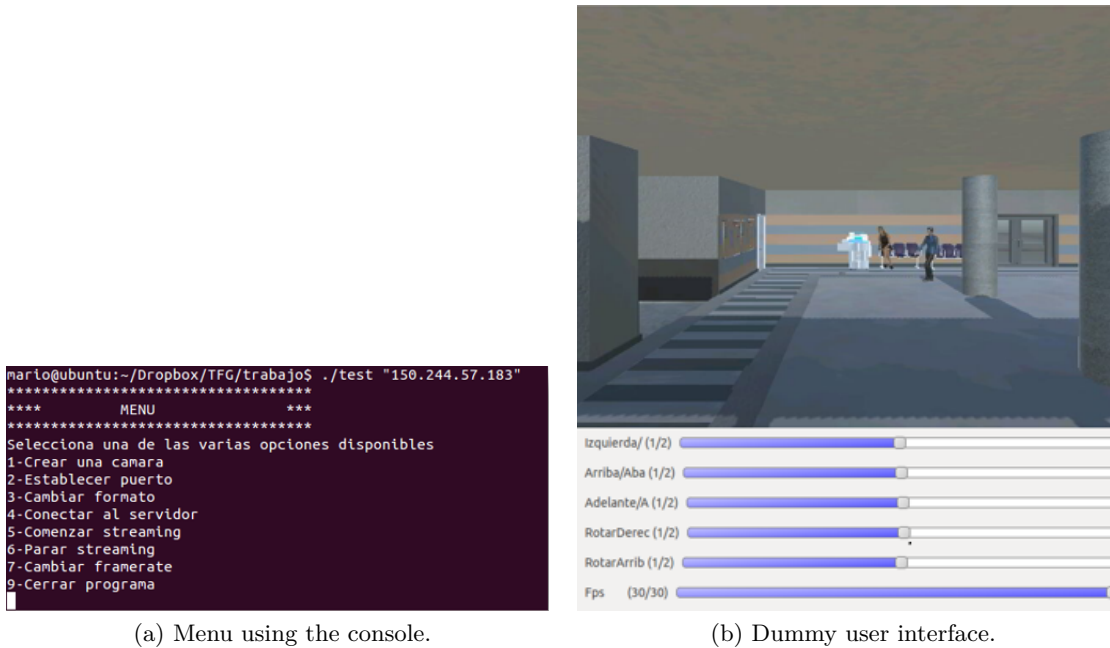 mario@ubuntu:~/Dropbox/TFG/trabajo$ ./test "150.244.57.183"
**********************************
**** MENU ***
**********************************
Selecciona una de las varias opciones disponibles
1-Crear una camara
2-Establecer puerto
3-Cambiar formato
4-Conectar al servidor
5-Comenzar streaming
6-Parar streaming
7-Cambiar framerate
9-Cerrar programa
(a) Menu using the console.
Izquierda/ (1/2)
Arriba/Aba (1/2)
Adelante/A (1/2)
RotarDerec (1/2)
RotarArrib (1/2)
Fps (30/30)
(b) Dummy user interface.